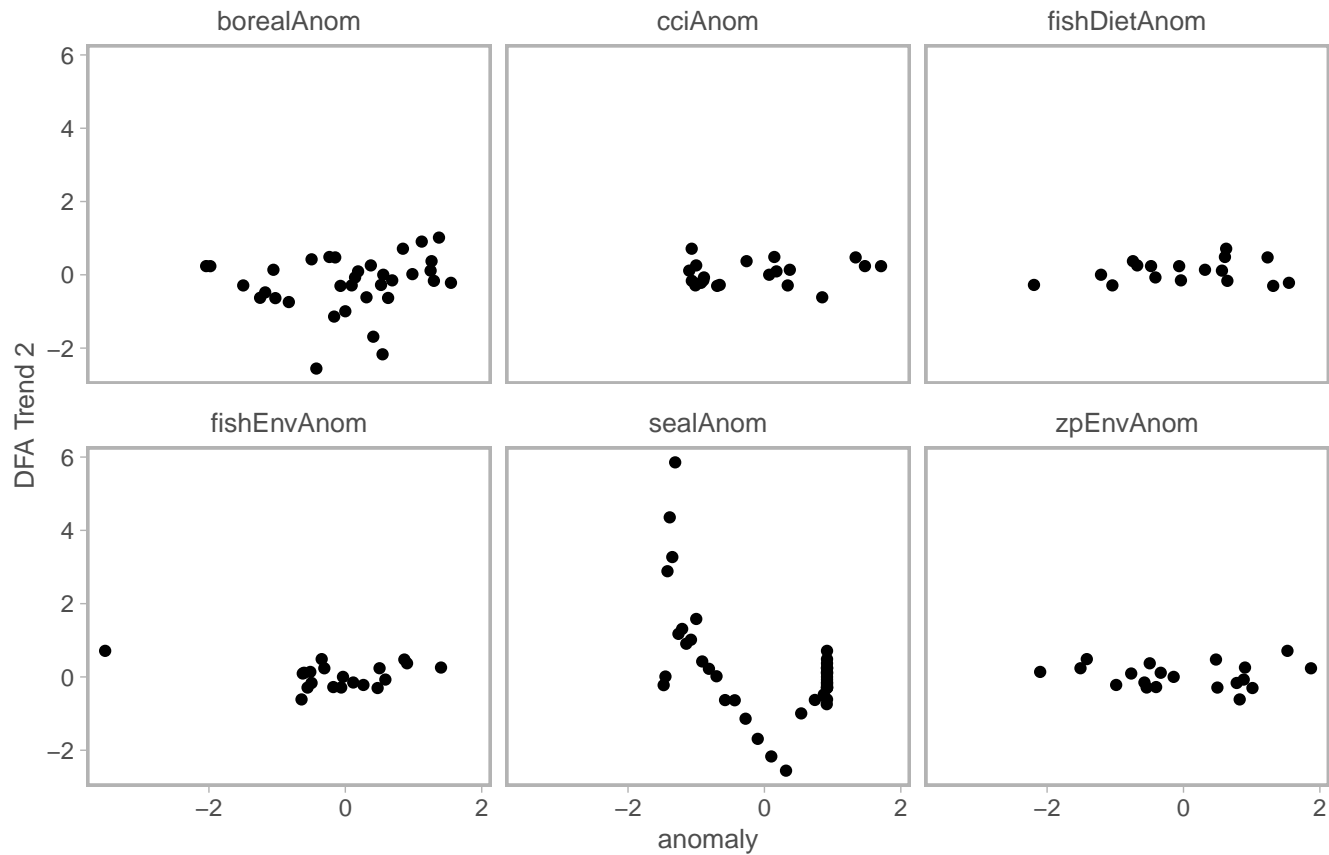 borealAnom cciAnom fishDietAnom
6
4
2
0
−2
fishEnvAnom sealAnom zpEnvAnom
6
4
2
0
−2
DFA Trend 2
−2 0 2 −2 0 2 −2 0 2
anomaly